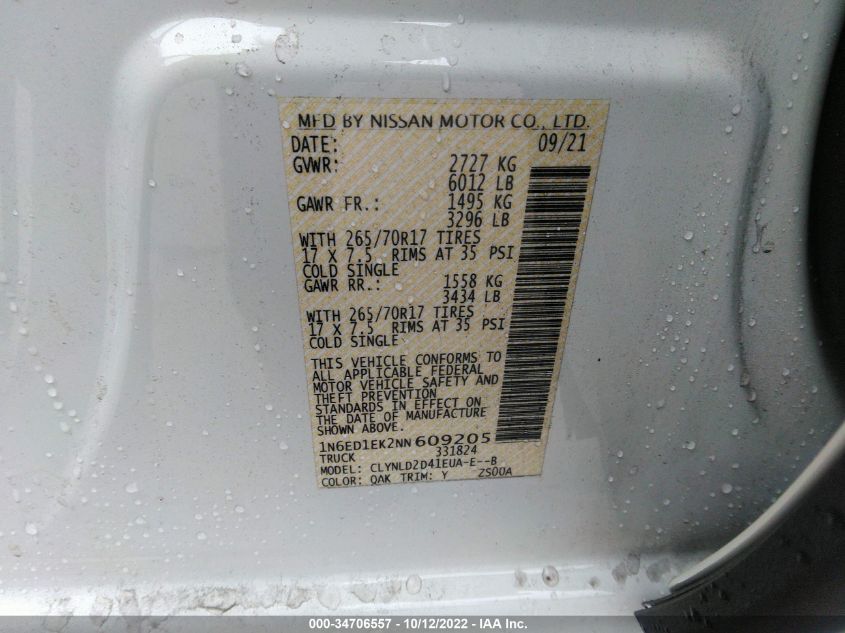 MFD BY NISSAN MOTOR CO., LTD.
DATE: 09/21
GVWR: 2727 KG
6012 LB
GAWR FR.: 1495 KG
3296 LB
WITH 265/70R17 TIRES
17 X 7.5 RIMS AT 35 PSI
COLD SINGLE
GAWR RR.: 1558 KG
3434 LB
WITH 265/70R17 TIRES
17 X 7.5 RIMS AT 35 PSI
COLD SINGLE
THIS VEHICLE CONFORMS TO
ALL APPLICABLE FEDERAL
MOTOR VEHICLE SAFETY AND
THEFT PREVENTION
STANDARDS IN EFFECT ON
THE DATE OF MANUFACTURE
SHOWN ABOVE.
1N6ED1EK2NN609205
TRUCK 331824
MODEL: CLYNLD2D41EUA-E--B
COLOR: QAK TRIM: Y ZS00A
000-34706557 - 10/12/2022 - IAA Inc.